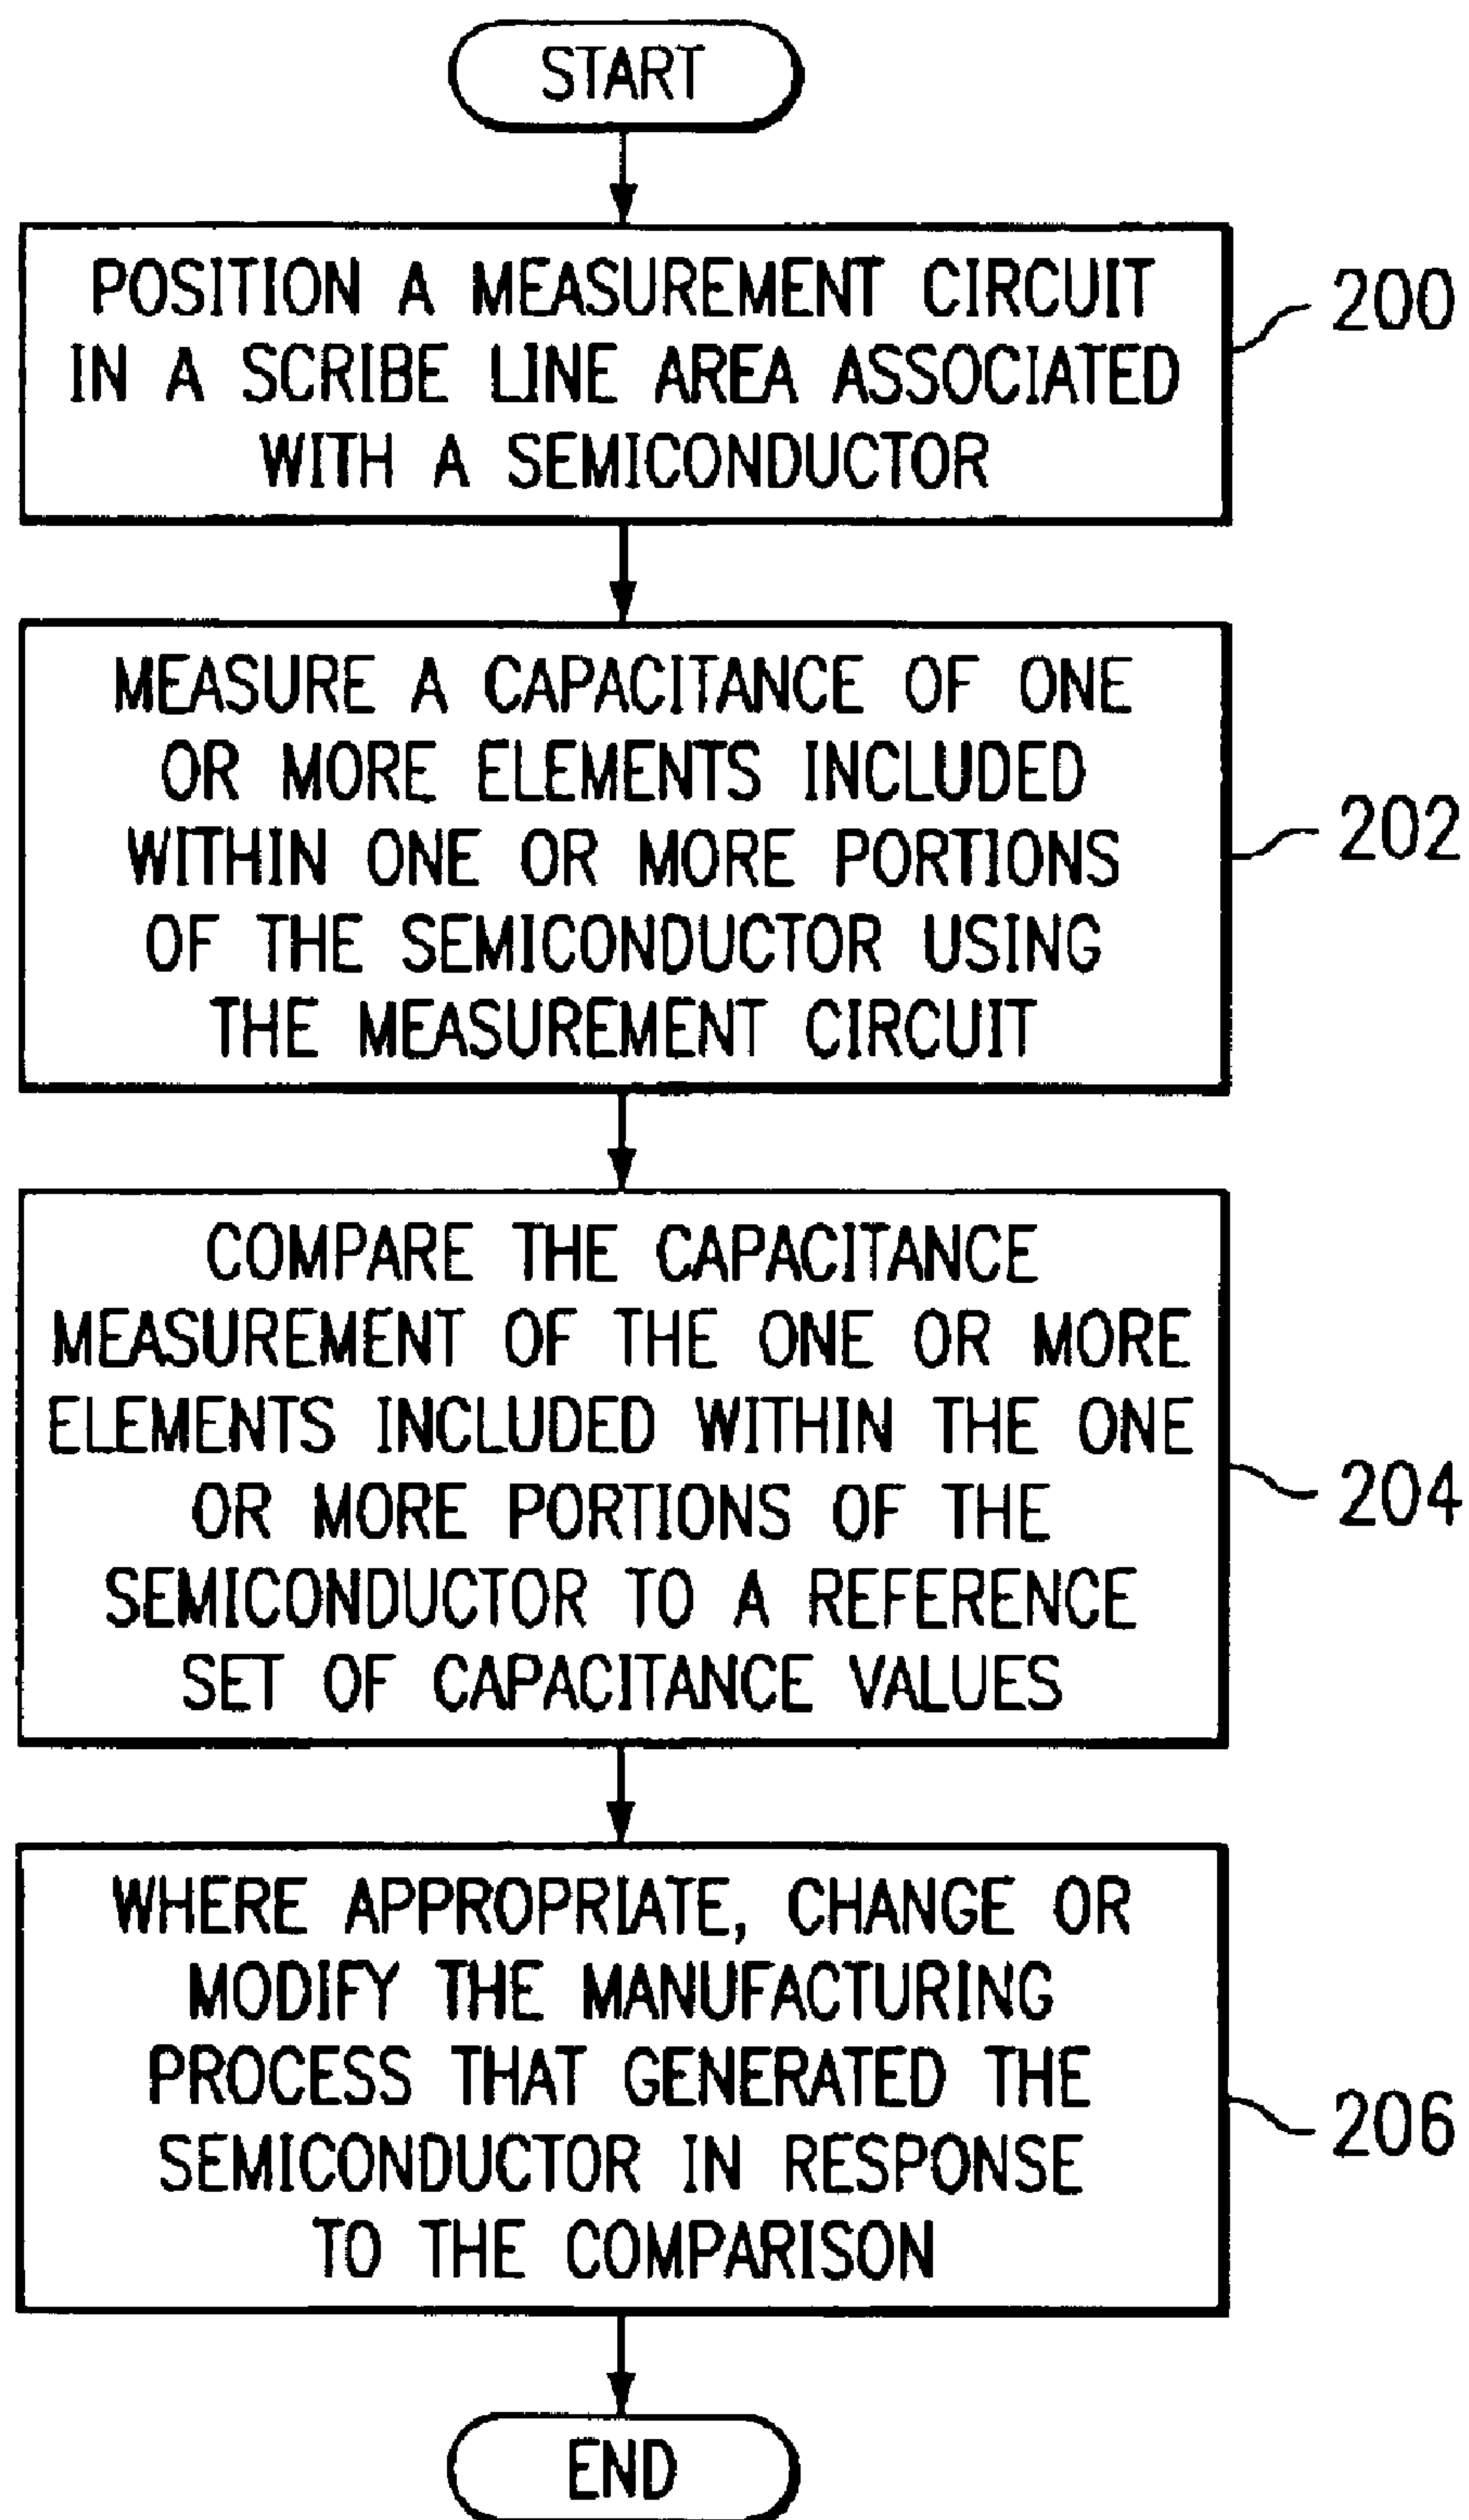 START
POSITION A MEASUREMENT CIRCUIT
IN A SCRIBE LINE AREA ASSOCIATED
WITH A SEMICONDUCTOR
200
MEASURE A CAPACITANCE OF ONE
OR MORE ELEMENTS INCLUDED
WITHIN ONE OR MORE PORTIONS
OF THE SEMICONDUCTOR USING
THE MEASUREMENT CIRCUIT
202
COMPARE THE CAPACITANCE
MEASUREMENT OF THE ONE OR MORE
ELEMENTS INCLUDED WITHIN THE ONE
OR MORE PORTIONS OF THE
SEMICONDUCTOR TO A REFERENCE
SET OF CAPACITANCE VALUES
204
WHERE APPROPRIATE, CHANGE OR
MODIFY THE MANUFACTURING
PROCESS THAT GENERATED THE
SEMICONDUCTOR IN RESPONSE
TO THE COMPARISON
206
END